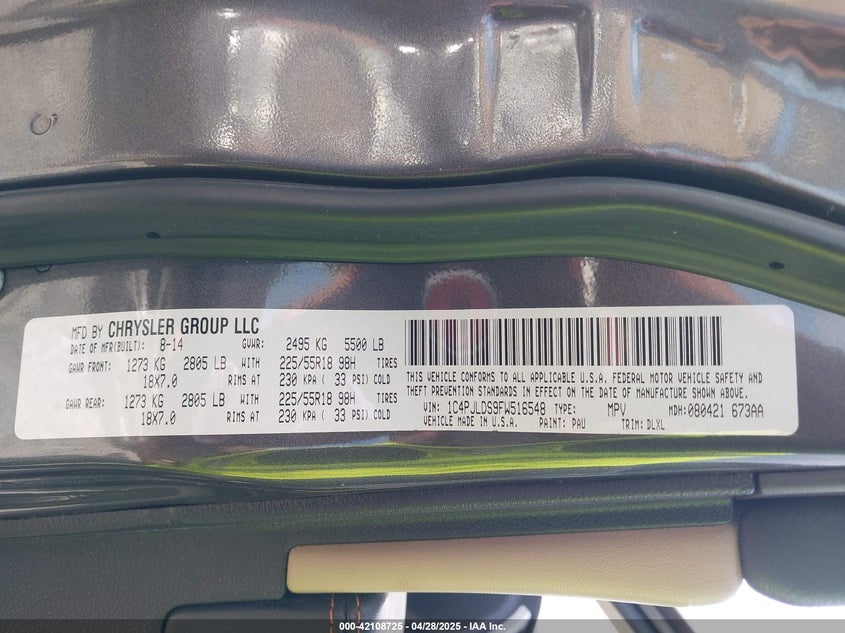 MFD BY CHRYSLER GROUP LLC
DATE OF MFR(BUILT): 8-14 GVWR: 2495 KG 5500 LB
GAWR FRONT: 1273 KG 2805 LB WITH 225/55R18 98H TIRES
18X7.0 RIMS AT 230 KPA ( 33 PSI) COLD
GAWR REAR: 1273 KG 2805 LB WITH 225/55R18 98H TIRES
18X7.0 RIMS AT 230 KPA ( 33 PSI) COLD
THIS VEHICLE CONFORMS TO ALL APPLICABLE U.S.A. FEDERAL MOTOR VEHICLE SAFETY AND
THEFT PREVENTION STANDARDS IN EFFECT ON THE DATE OF MANUFACTURE SHOWN ABOVE.
VIN: 1C4PJLDS9FW516548 TYPE: MPV MDH: 080421 673AA
VEHICLE MADE IN U.S.A. PAINT: PAU TRIM: DLXL
000-42108725 - 04/28/2025 - IAA Inc.